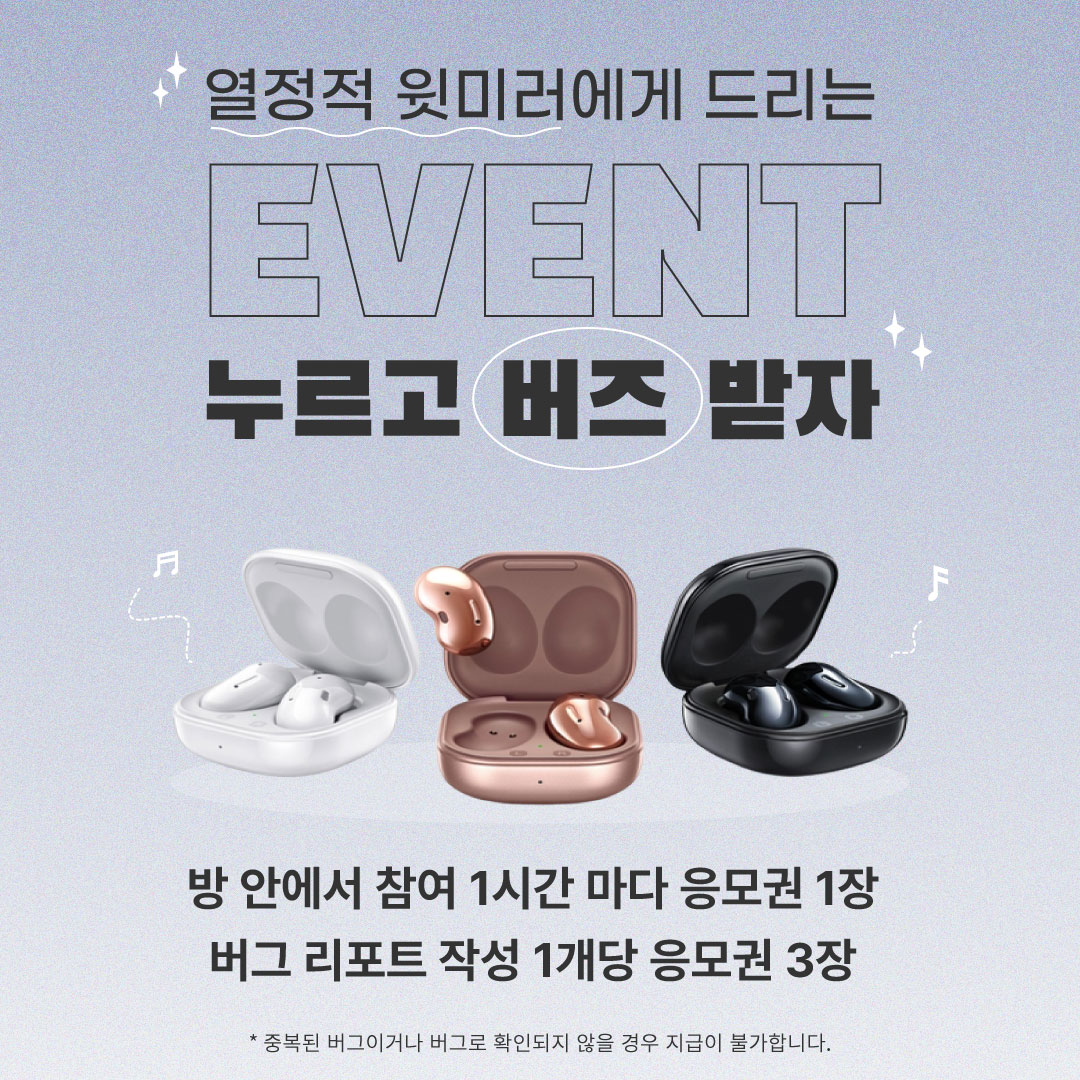 열정적 윗미러에게 드리는
EVENT
누르고 버즈 받자
방 안에서 참여 1시간 마다 응모권 1장
버그 리포트 작성 1개당 응모권 3장
* 중복된 버그이거나 버그로 확인되지 않을 경우 지급이 불가합니다.